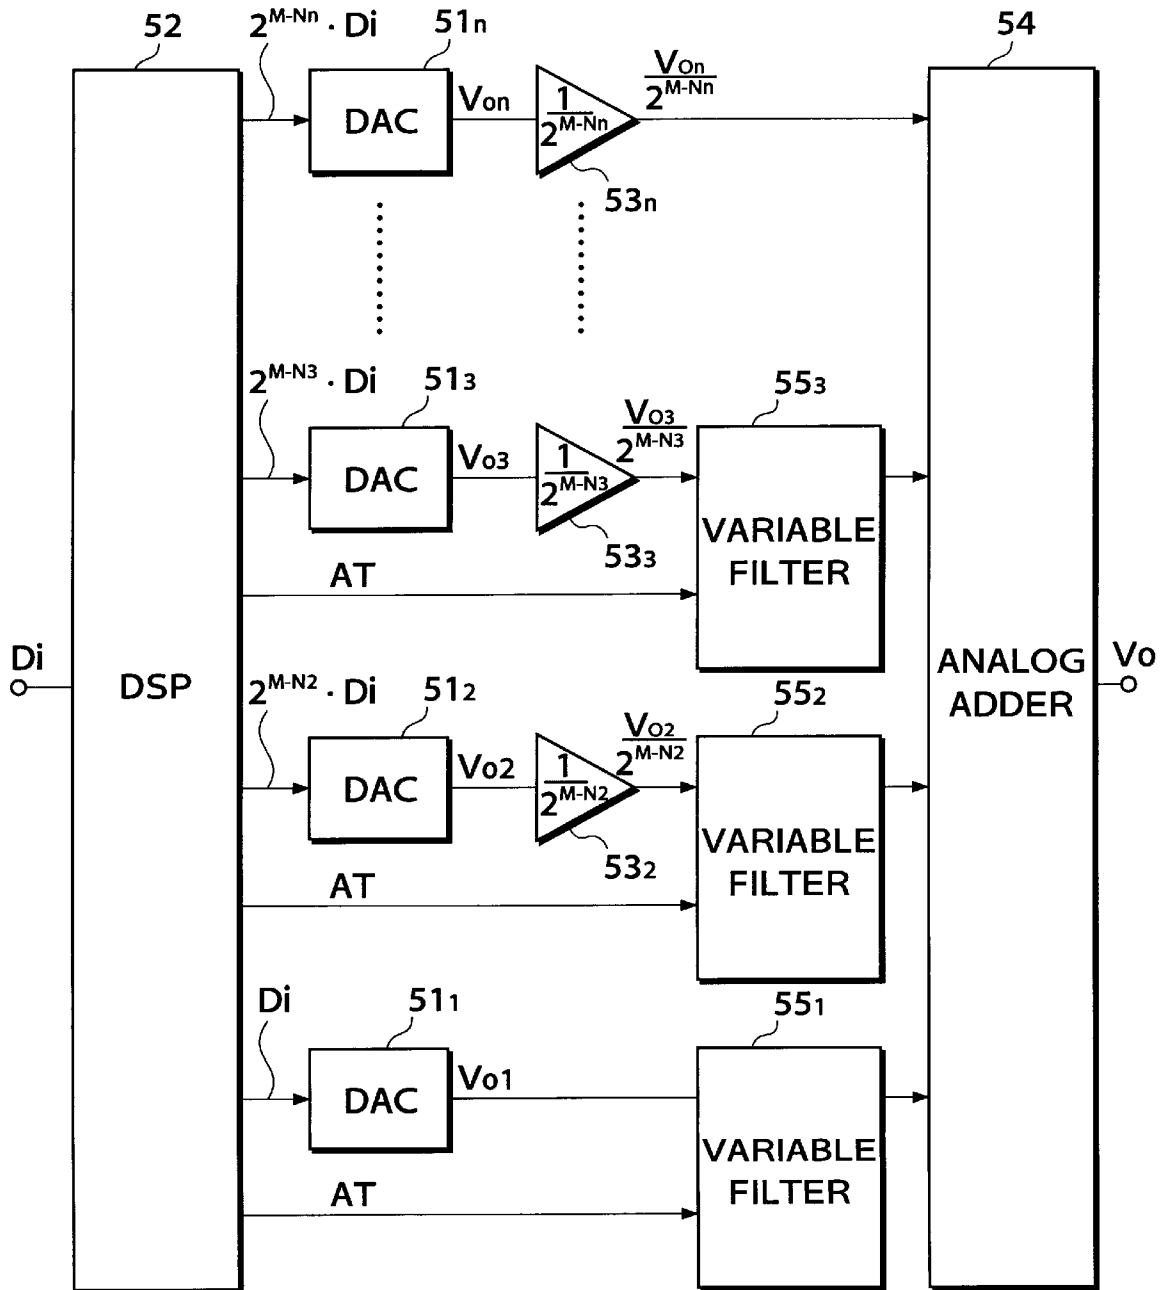 52
2^{M-Nn} · Di
51n
54
DAC
Von
1/2^{M-Nn}
VOn/2^{M-Nn}
53n
2^{M-N3} · Di
51₃
55₃
DAC
Vo3
1/2^{M-N3}
VO3/2^{M-N3}
53₃
VARIABLE
FILTER
AT
Di
DSP
ANALOG
ADDER
Vo
2^{M-N2} · Di
51₂
55₂
DAC
Vo2
1/2^{M-N2}
VO2/2^{M-N2}
53₂
VARIABLE
FILTER
AT
Di
51₁
55₁
DAC
Vo1
VARIABLE
FILTER
AT